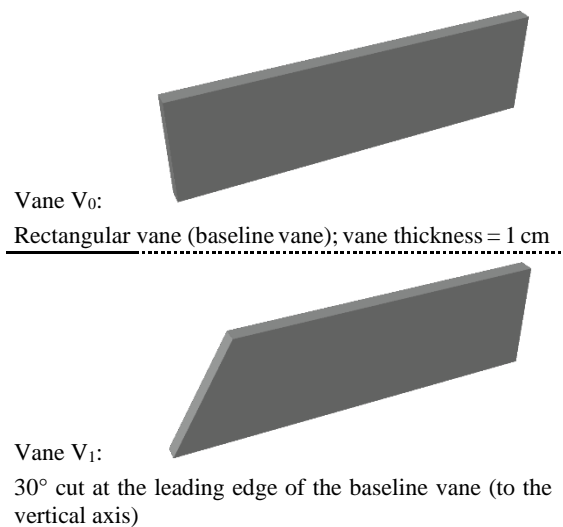 Vane V₀:
Rectangular vane (baseline vane); vane thickness = 1 cm
Vane V₁:
30° cut at the leading edge of the baseline vane (to the
vertical axis)